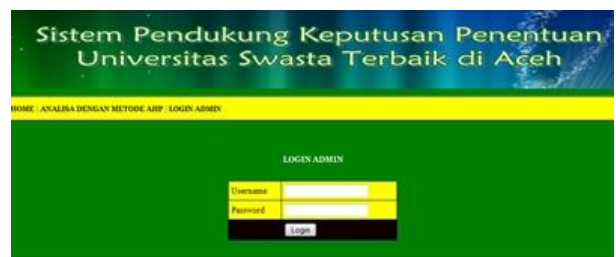 Sistem Pendukung Keputusan Penentuan
Universitas Swasta Terbaik di Aceh
HOME | ANALISA DENGAN METODE AHP | LOGIN ADMIN
LOGIN ADMIN
Username
Password
Login